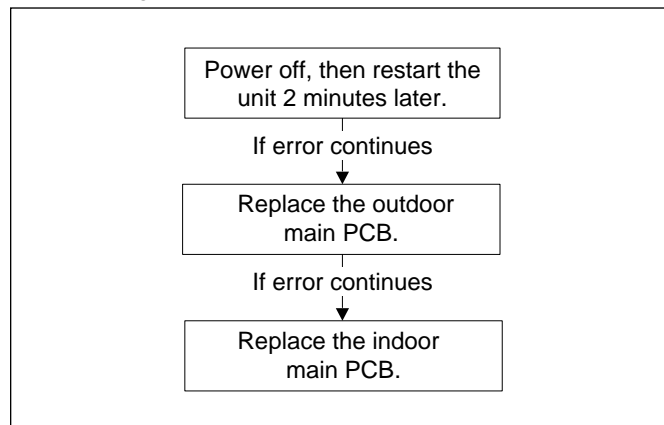 Power off, then restart the
unit 2 minutes later.
If error continues
Replace the outdoor
main PCB.
If error continues
Replace the indoor
main PCB.